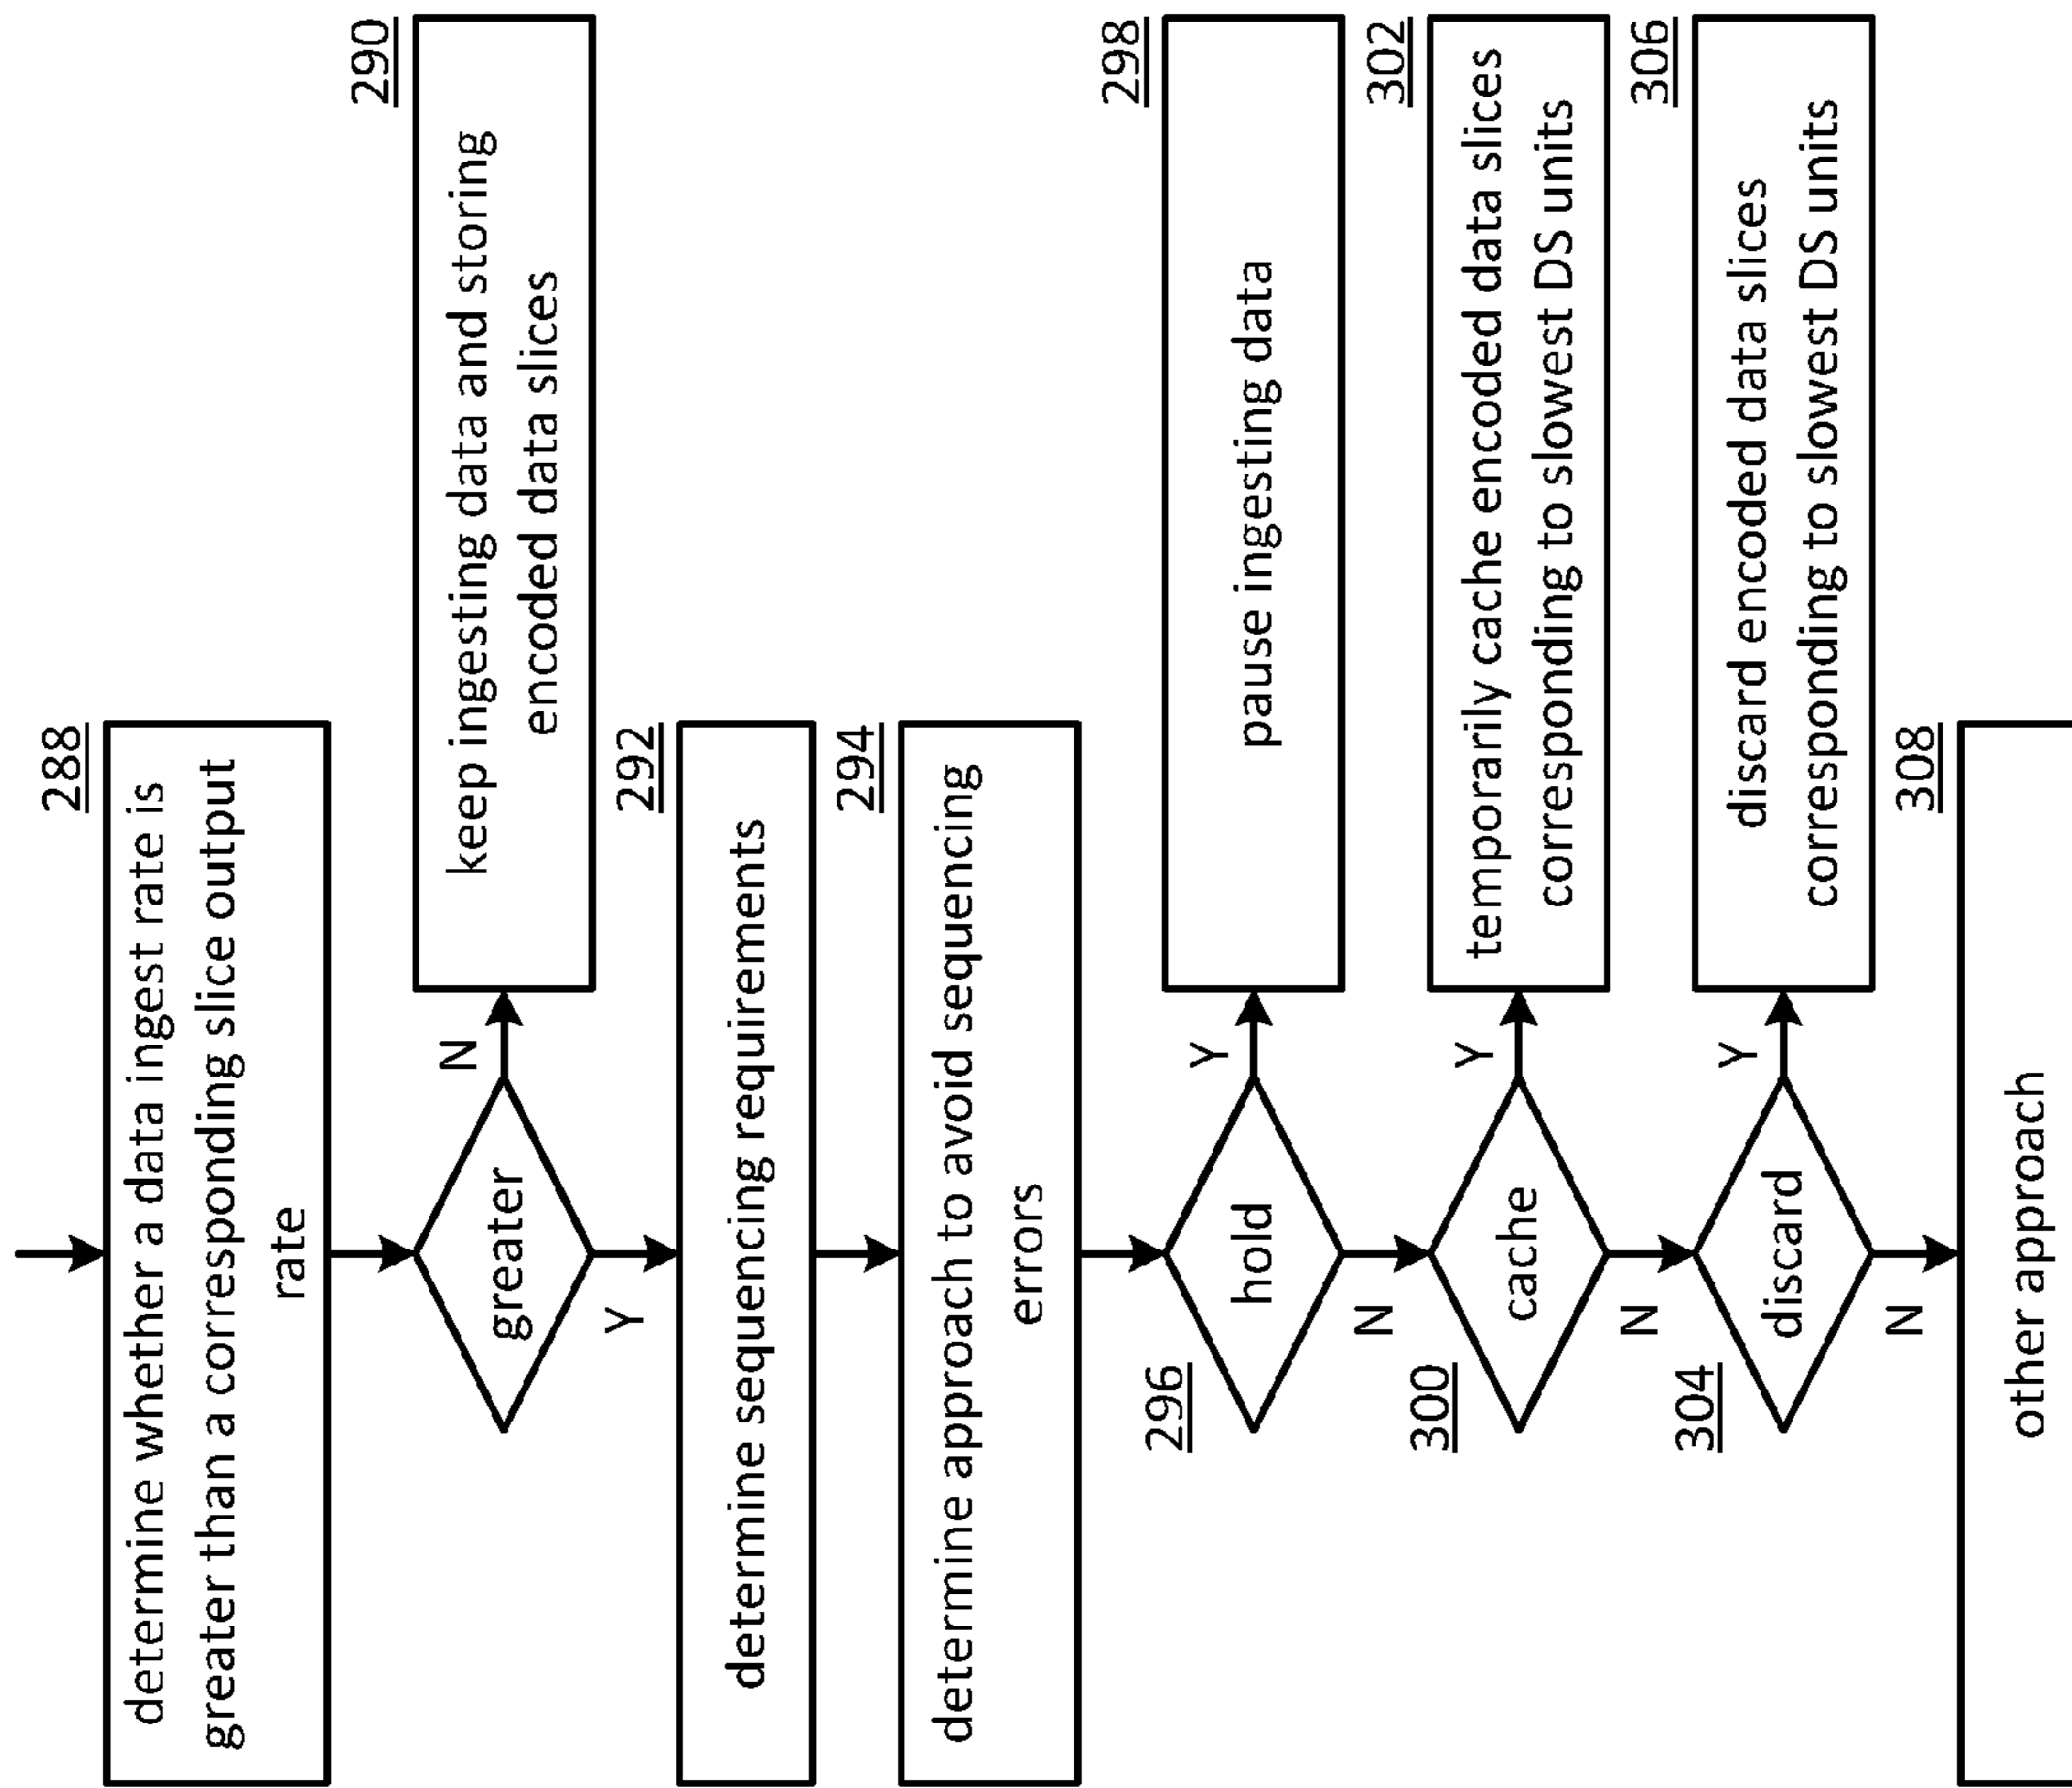 288
determine whether a data ingest rate is
greater than a corresponding slice output
rate
greater
N
290
keep ingesting data and storing
encoded data slices
Y
292
determine sequencing requirements
294
determine approach to avoid sequencing
errors
296
hold
Y
298
pause ingesting data
N
300
cache
Y
302
temporarily cache encoded data slices
corresponding to slowest DS units
N
304
discard
Y
306
discard encoded data slices
corresponding to slowest DS units
N
308
other approach